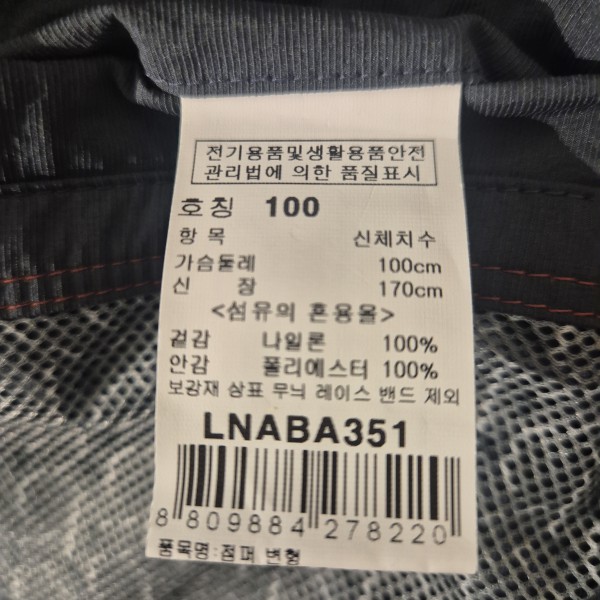 전기용품및생활용품안전
관리법에 의한 품질표시
호칭 100
항 목 신체치수
가슴둘레 100cm
신 장 170cm
<섬유의 혼용율>
겉감 나일론 100%
안감 폴리에스터 100%
보강재 상표 무늬 레이스 밴드 제외
LNABA351
8 809884 278220
품목명:점퍼 변형